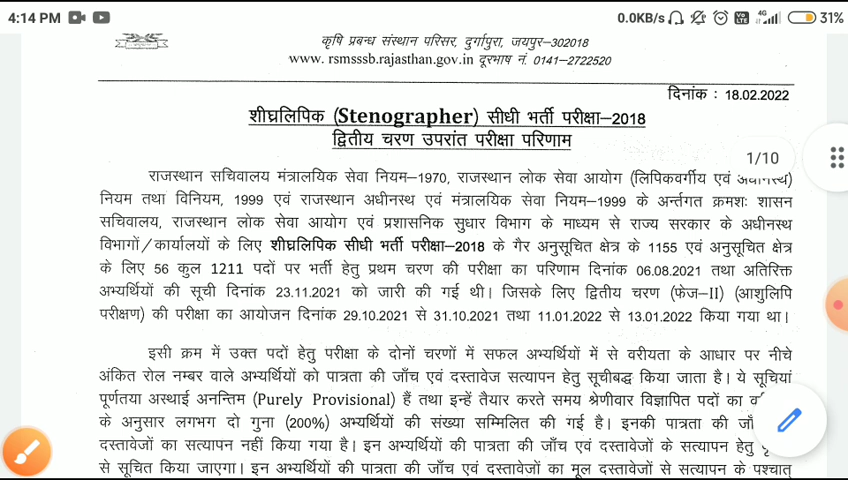 4:14 PM
0.0KB/s 4G 31%
कृषि प्रबन्ध संस्थान परिसर, दुर्गापुरा, जयपुर–302018
www. rsmsssb.rajasthan.gov.in दूरभाष नं. 0141–2722520
दिनांक : 18.02.2022
शीघ्रलिपिक (Stenographer) सीधी भर्ती परीक्षा–2018
द्वितीय चरण उपरांत परीक्षा परिणाम
1/10
राजस्थान सचिवालय मंत्रालयिक सेवा नियम–1970, राजस्थान लोक सेवा आयोग (लिपिकवर्गीय एवं अधीनस्थ)
नियम तथा विनियम, 1999 एवं राजस्थान अधीनस्थ एवं मंत्रालयिक सेवा नियम–1999 के अर्न्तगत क्रमशः शासन
सचिवालय, राजस्थान लोक सेवा आयोग एवं प्रशासनिक सुधार विभाग के माध्यम से राज्य सरकार के अधीनस्थ
विभागों/कार्यालयों के लिए शीघ्रलिपिक सीधी भर्ती परीक्षा–2018 के गैर अनुसूचित क्षेत्र के 1155 एवं अनुसूचित क्षेत्र
के लिए 56 कुल 1211 पदों पर भर्ती हेतु प्रथम चरण की परीक्षा का परिणाम दिनांक 06.08.2021 तथा अतिरिक्त
अभ्यर्थियों की सूची दिनांक 23.11.2021 को जारी की गई थी। जिसके लिए द्वितीय चरण (फेज–II) (आशुलिपि
परीक्षण) की परीक्षा का आयोजन दिनांक 29.10.2021 से 31.10.2021 तथा 11.01.2022 से 13.01.2022 किया गया था।
इसी क्रम में उक्त पदों हेतु परीक्षा के दोनों चरणों में सफल अभ्यर्थियों में से वरीयता के आधार पर नीचे
अंकित रोल नम्बर वाले अभ्यर्थियों को पात्रता की जाँच एवं दस्तावेज सत्यापन हेतु सूचीबद्ध किया जाता है। ये सूचियां
पूर्णतया अस्थाई अनन्तिम (Purely Provisional) हैं तथा इन्हें तैयार करते समय श्रेणीवार विज्ञापित पदों का
के अनुसार लगभग दो गुना (200%) अभ्यर्थियों की संख्या सम्मिलित की गई है। इनकी पात्रता की
दस्तावेजों का सत्यापन नहीं किया गया है। इन अभ्यर्थियों की पात्रता की जाँच एवं दस्तावेजों के सत्यापन हेतु
से सूचित किया जाएगा। इन अभ्यर्थियों की पात्रता की जाँच एवं दस्तावेजों का मूल दस्तावेजों से सत्यापन के पश्चात्